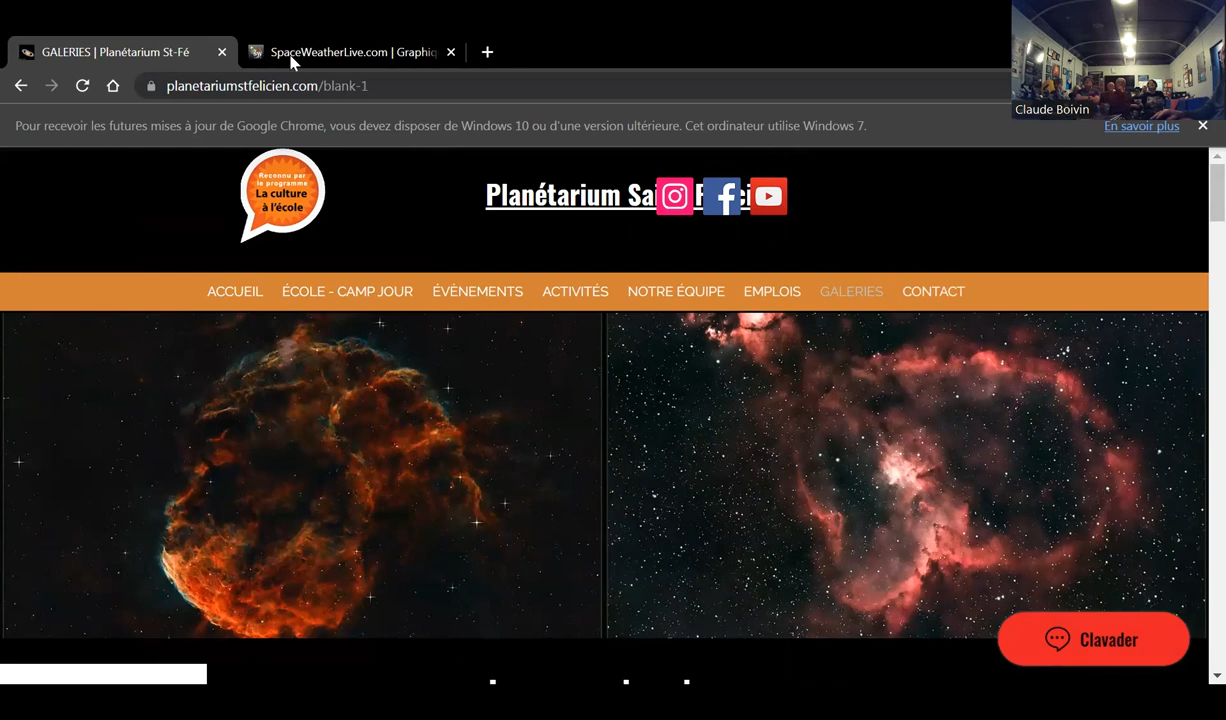 GALERIES | Planétarium St-Fé
SpaceWeatherLive.com | Graphiq
planetariumstfelicien.com/blank-1
Claude Boivin
Pour recevoir les futures mises à jour de Google Chrome, vous devez disposer de Windows 10 ou d'une version ultérieure. Cet ordinateur utilise Windows 7.
En savoir plus
Reconnu par
le programme
La culture
à l'école
Planétarium Sai
ACCUEIL ÉCOLE - CAMP JOUR ÉVÈNEMENTS ACTIVITÉS NOTRE ÉQUIPE EMPLOIS GALERIES CONTACT
Clavader